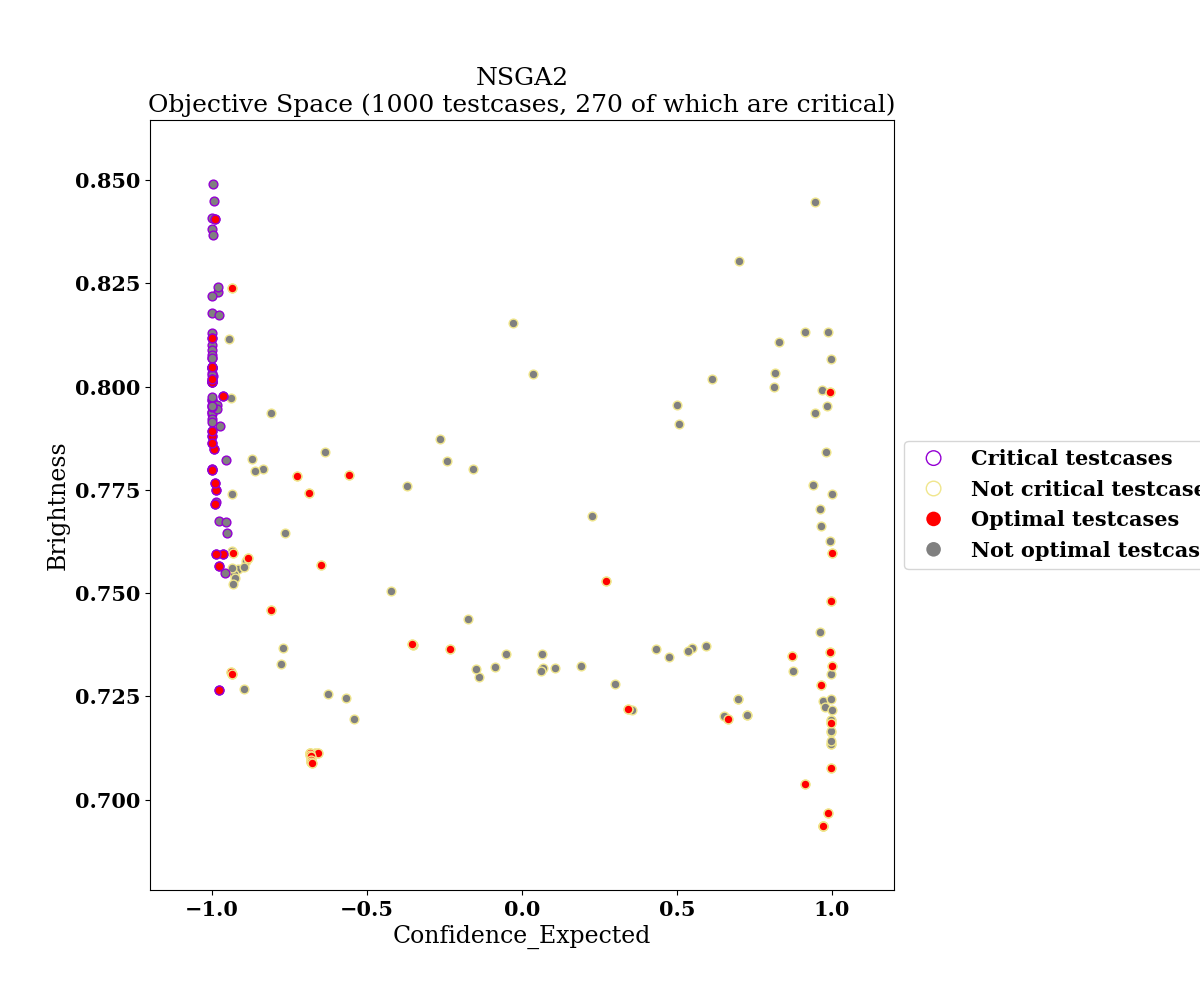 NSGA2
Objective Space (1000 testcases, 270 of which are critical)
0.850
0.825
0.800
0.775
0.750
0.725
0.700
Brightness
−1.0
−0.5
0.0
0.5
1.0
Confidence_Expected
Critical testcases
Not critical testcase
Optimal testcases
Not optimal testcas